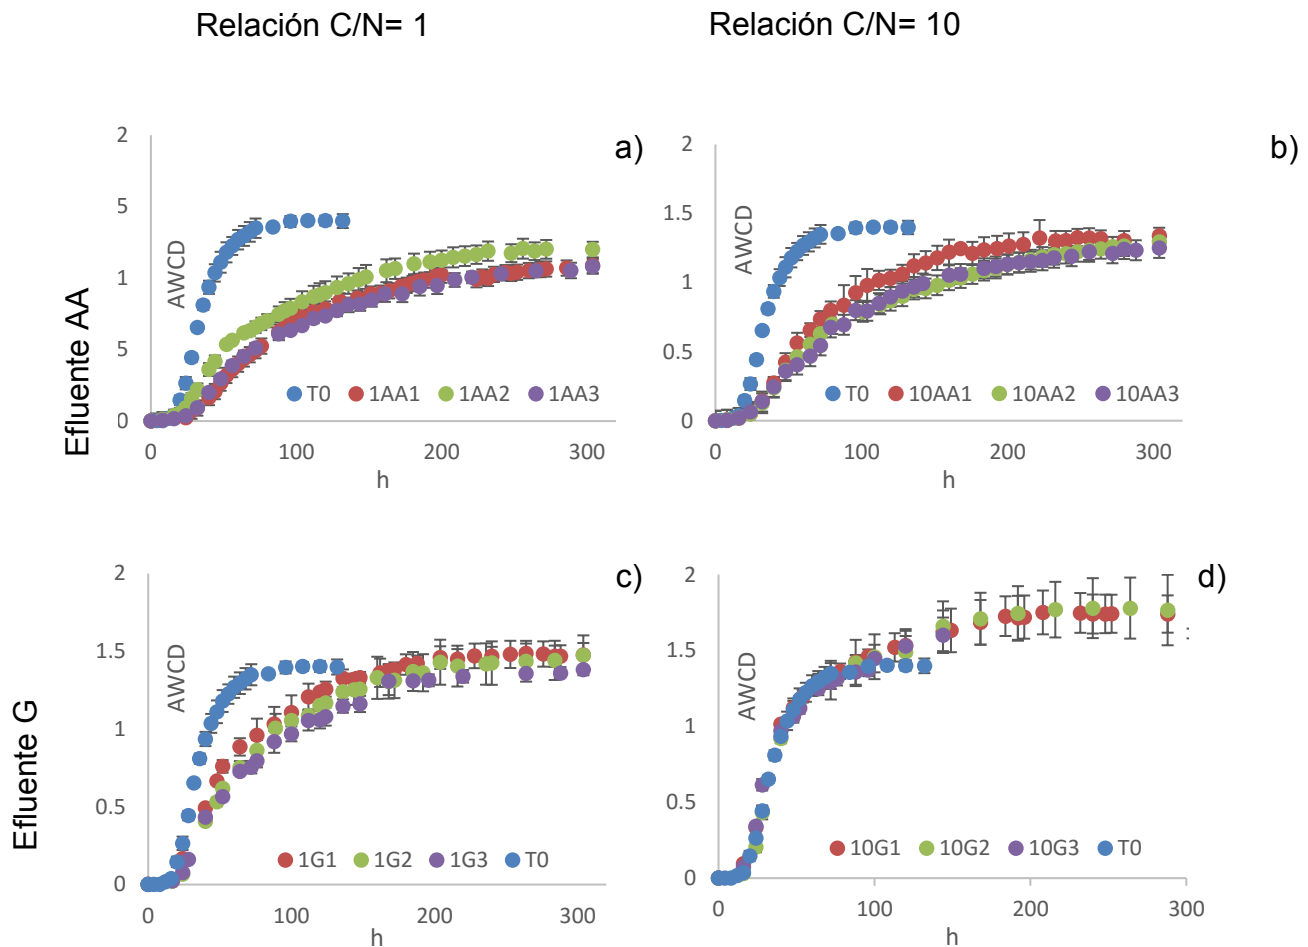 Relación C/N= 1
Relación C/N= 10
Efluente AA
a)
AWCD
2
5
1
5
0
0
100
200
300
h
T0 1AA1 1AA2 1AA3
b)
AWCD
2
1.5
1
0.5
0
0
100
200
300
h
T0 10AA1 10AA2 10AA3
Efluente G
c)
AWCD
2
1.5
1
0.5
0
0
100
200
300
h
1G1 1G2 1G3 T0
d)
AWCD
2
1.5
1
0.5
0
0
100
200
300
h
10G1 10G2 10G3 T0